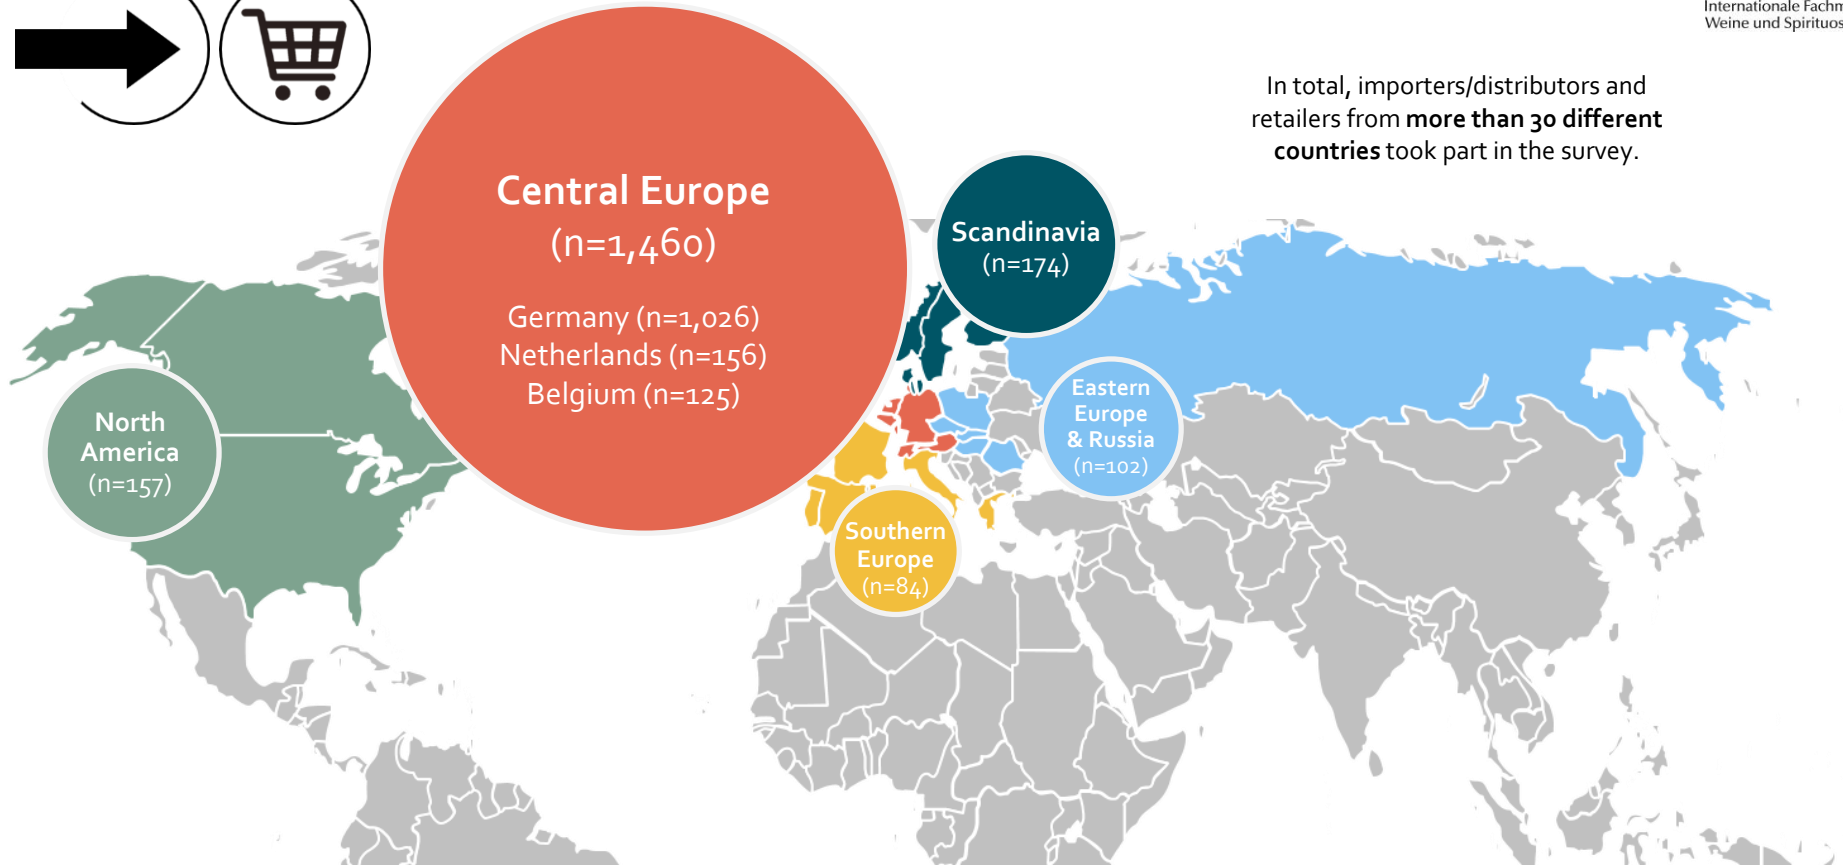 Internationale
Weine und
In total, importers/distributors and
retailers from more than 30 different
countries took part in the survey.
Central Europe
(n=1,460)
Germany (n=1,026)
Netherlands (n=156)
Belgium (n=125)
Scandinavia
(n=174)
North
America
(n=157)
Eastern
Europe
& Russia
(n=102)
Southern
Europe
(n=84)